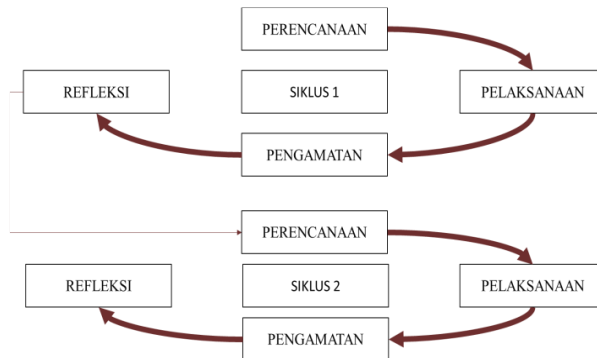 PERENCANAAN
REFLEKSI
SIKLUS 1
PELAKSANAAN
PENGAMATAN
PERENCANAAN
REFLEKSI
SIKLUS 2
PELAKSANAAN
PENGAMATAN